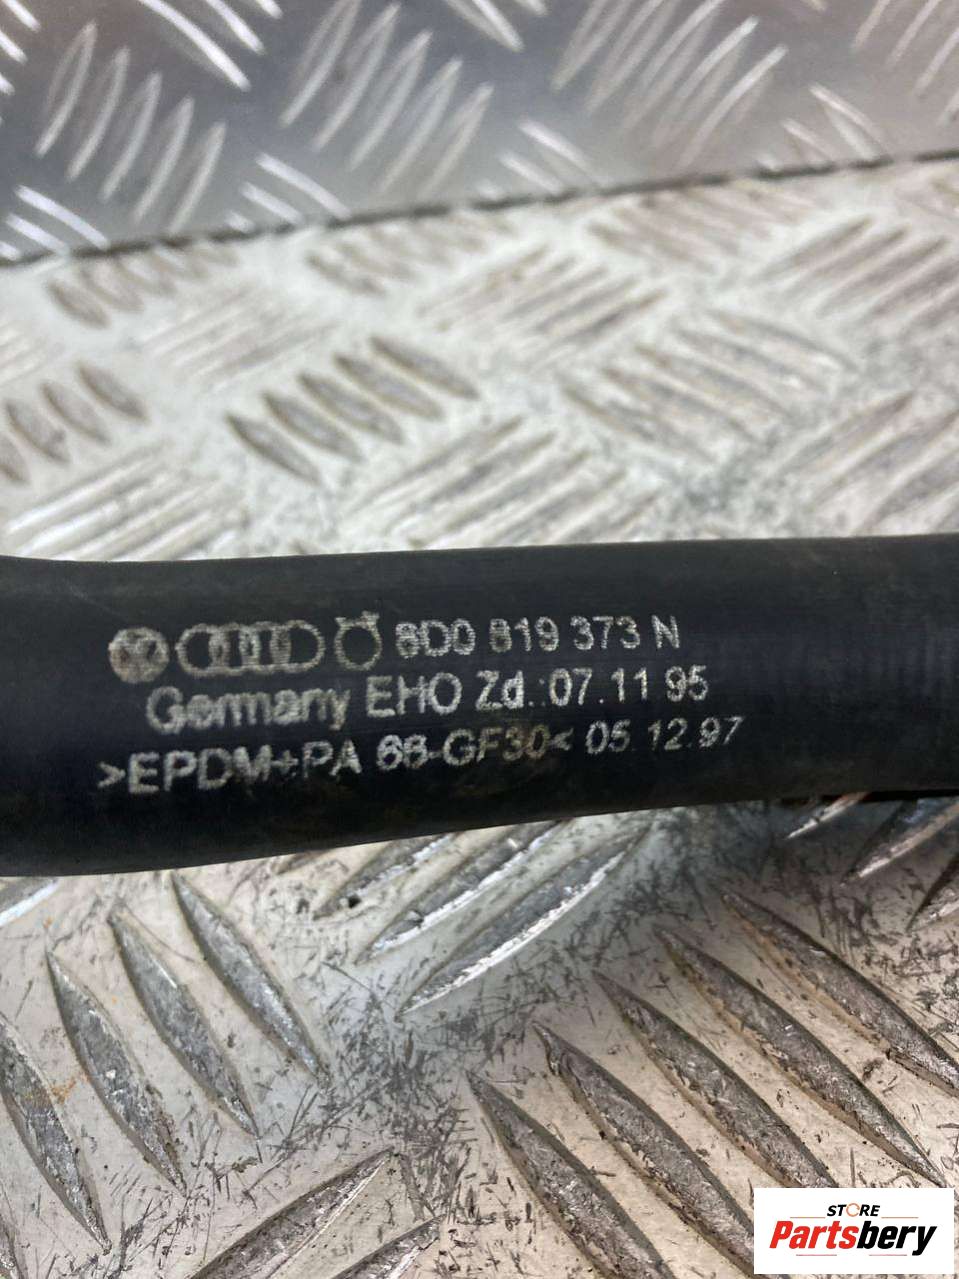 8D0 819 373 N
Germany EHO Zd.:07.11 95
>EPDM+PA 66-GF30< 05.12.97
STORE
Partsbery